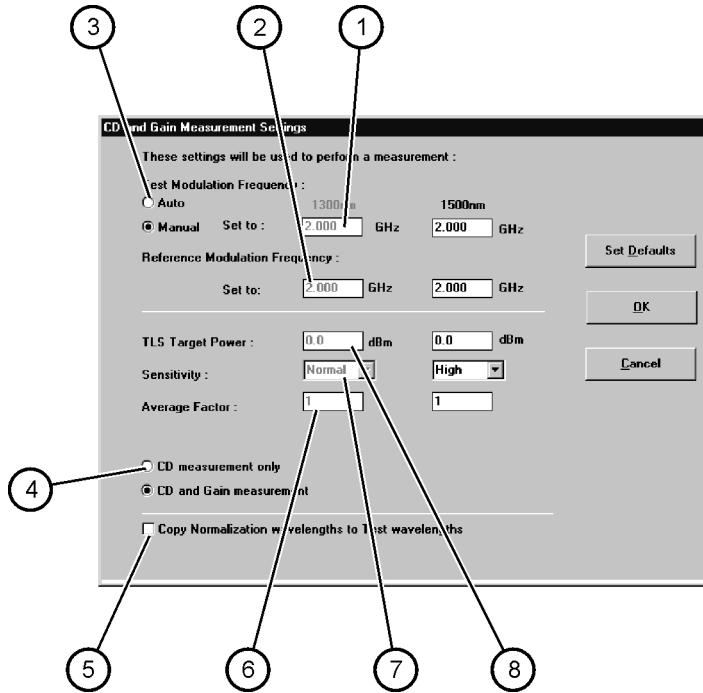 3 2 1
CD and Gain Measurement Settings
These settings will be used to perform a measurement :
Test Modulation Frequency :
Auto 1300nm 1500nm
Manual Set to : 2.000 GHz 2.000 GHz
Reference Modulation Frequency :
Set to: 2.000 GHz 2.000 GHz
Set Defaults
OK
Cancel
TLS Target Power : 0.0 dBm 0.0 dBm
Sensitivity : Normal High
Average Factor : 1 1
CD measurement only
4
CD and Gain measurement
Copy Normalization wavelengths to Test wavelengths
5 6 7 8